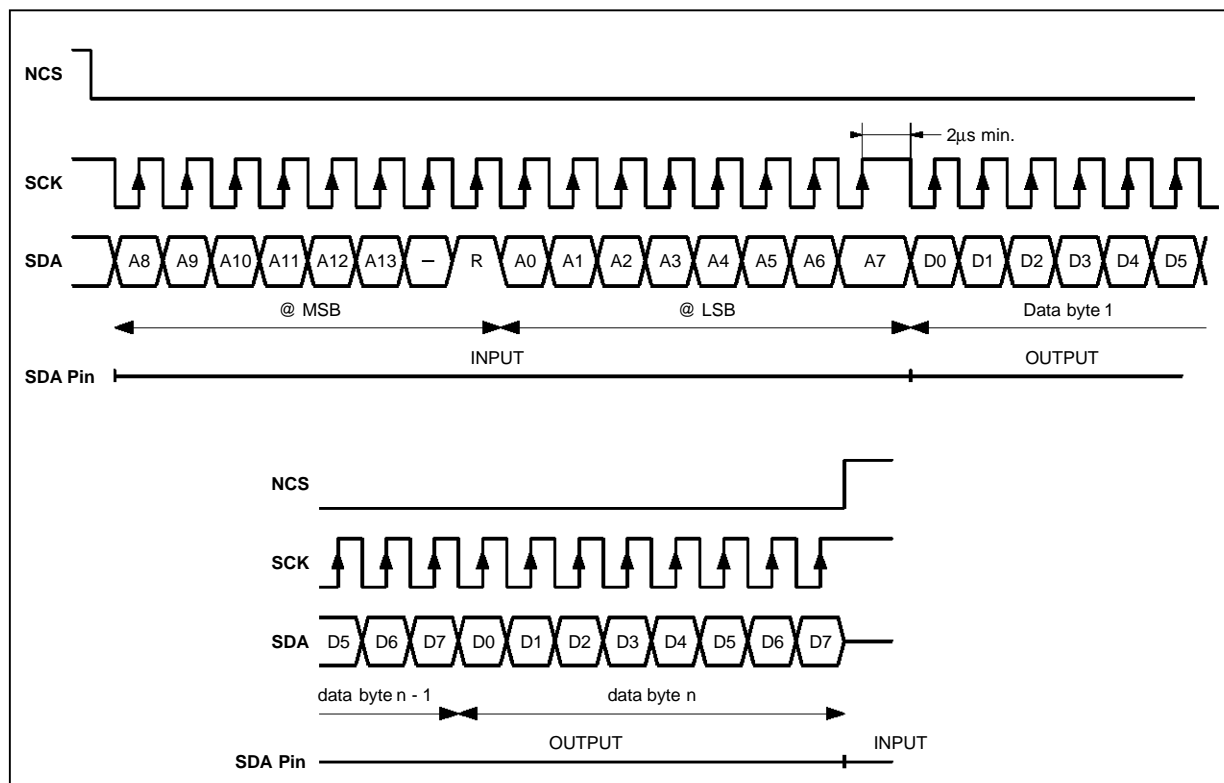 NCS
2µs min.
SCK
SDA A8 A9 A10 A11 A12 A13 – R A0 A1 A2 A3 A4 A5 A6 A7 D0 D1 D2 D3 D4 D5
@ MSB @ LSB Data byte 1
INPUT OUTPUT
SDA Pin
NCS
SCK
SDA D5 D6 D7 D0 D1 D2 D3 D4 D5 D6 D7
data byte n - 1 data byte n
OUTPUT INPUT
SDA Pin